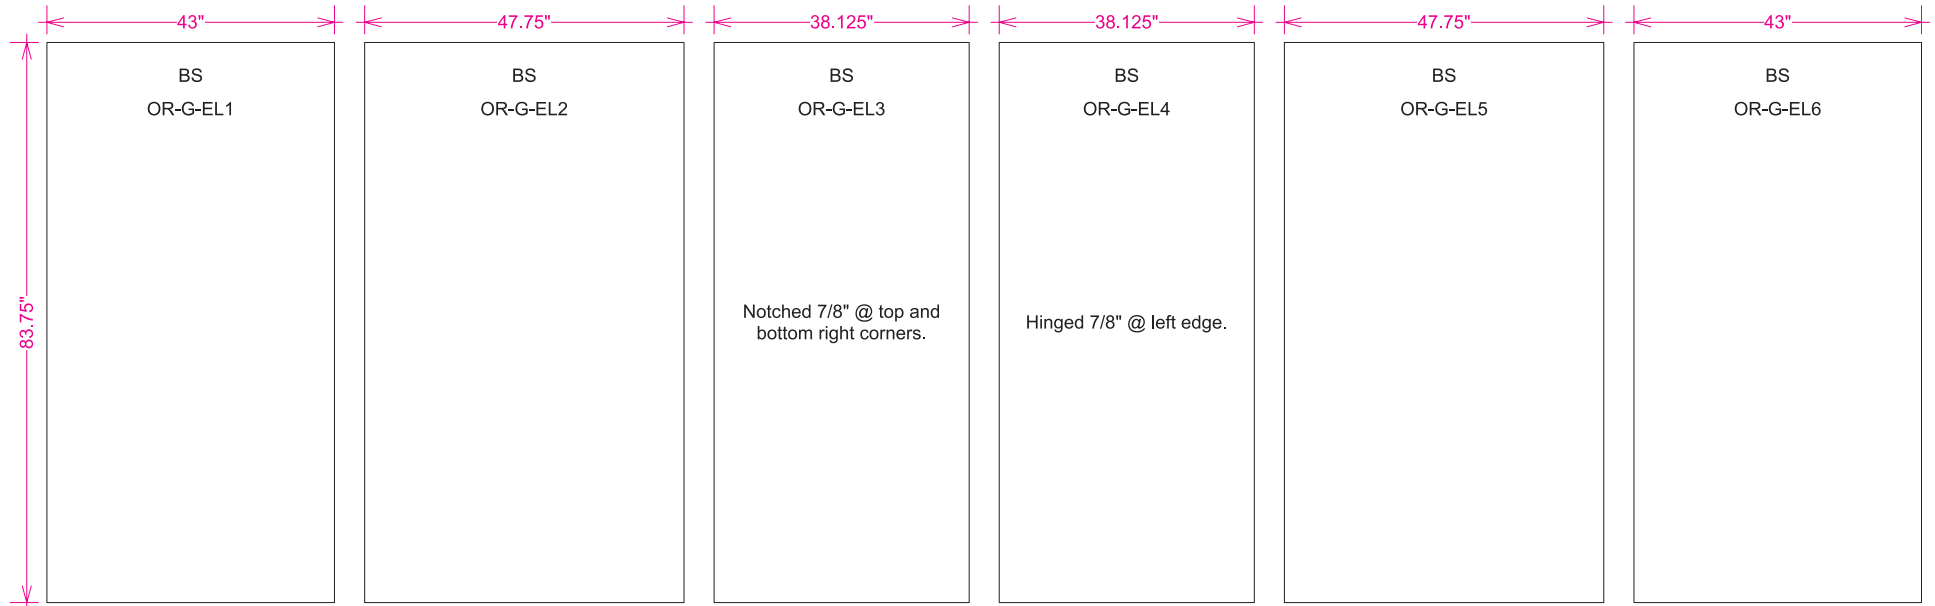 43"
47.75"
38.125"
38.125"
47.75"
43"
83.75"
BS
OR-G-EL1
BS
OR-G-EL2
BS
OR-G-EL3
Notched 7/8" @ top and
bottom right corners.
BS
OR-G-EL4
Hinged 7/8" @ left edge.
BS
OR-G-EL5
BS
OR-G-EL6